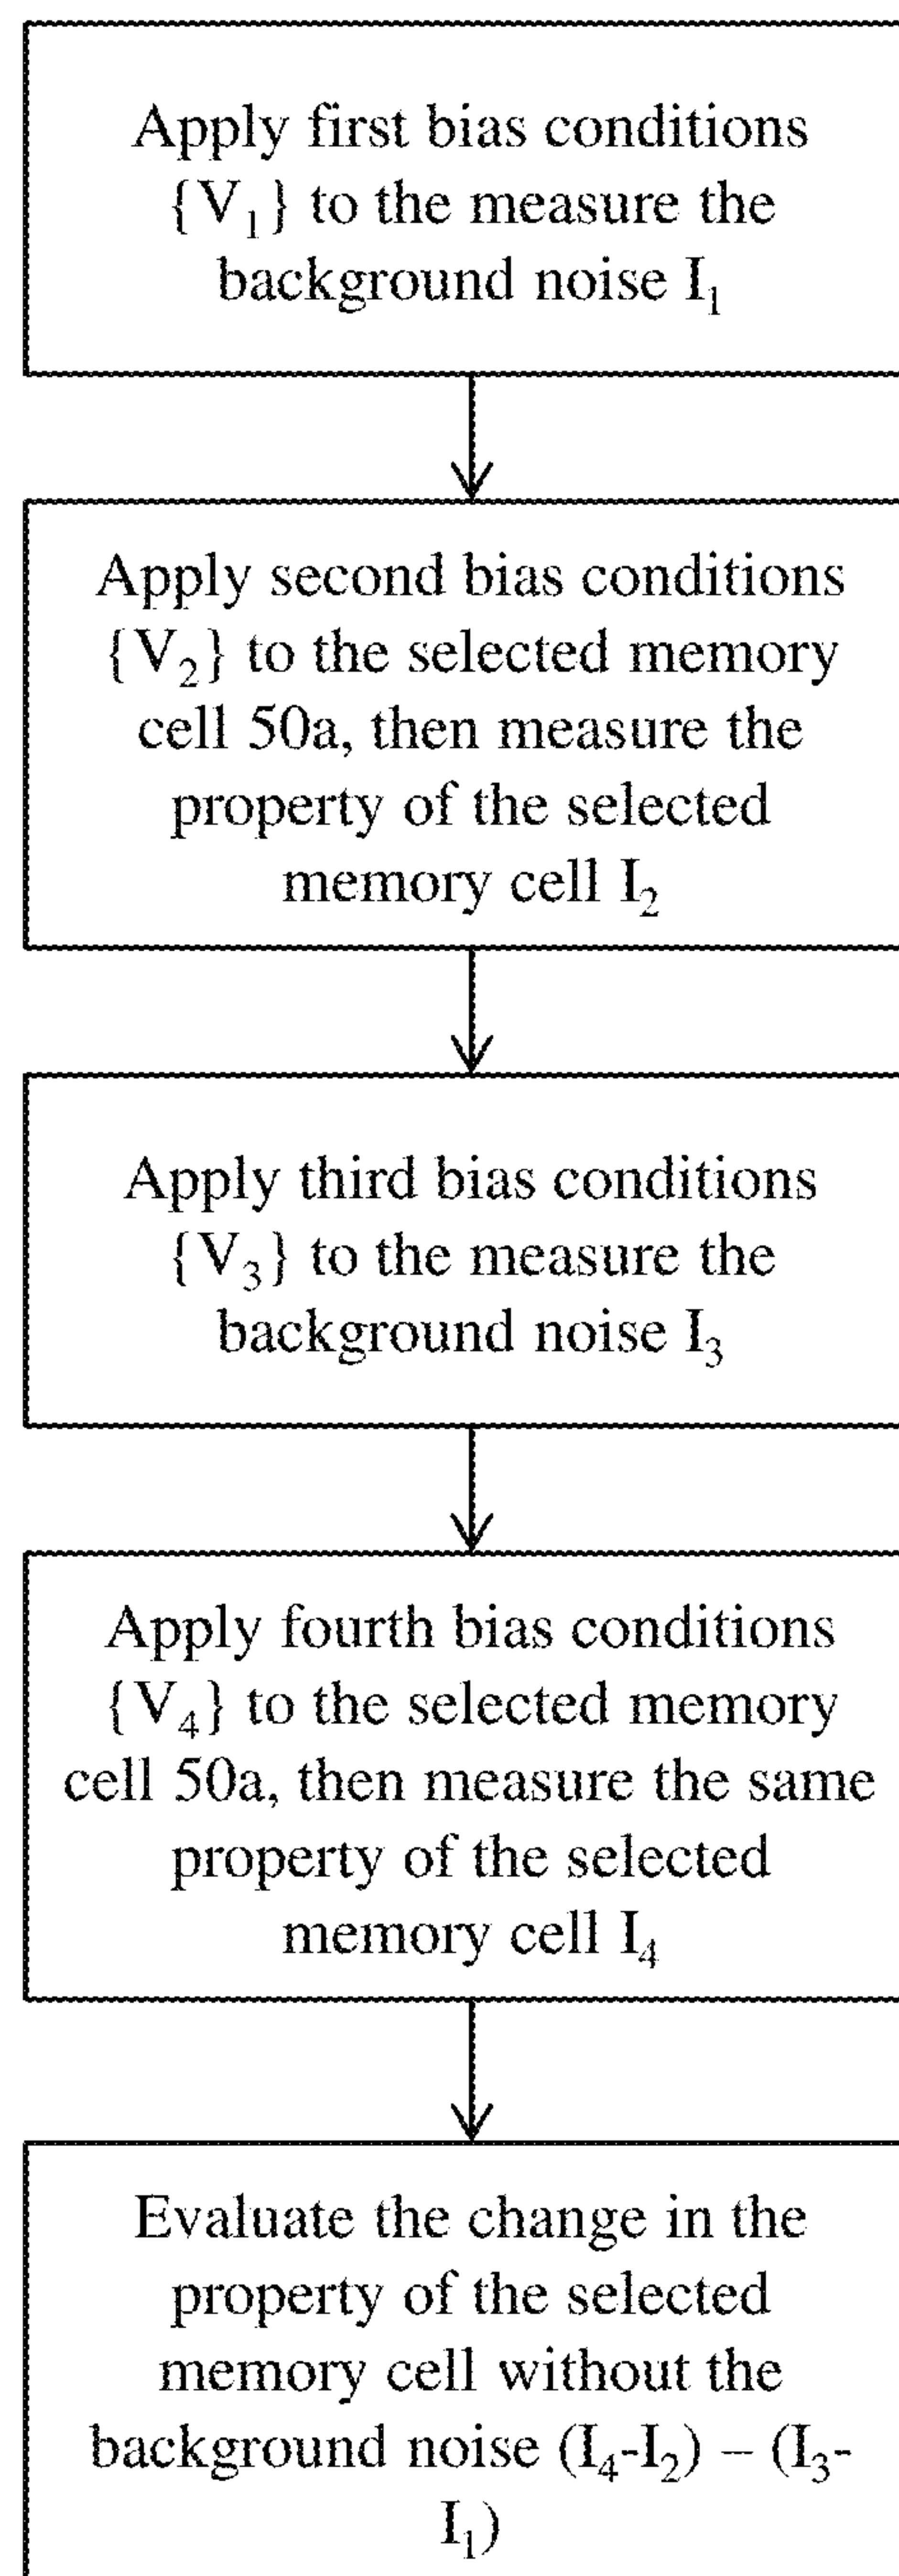 Apply first bias conditions
{V₁} to the measure the
background noise I₁
Apply second bias conditions
{V₂} to the selected memory
cell 50a, then measure the
property of the selected
memory cell I₂
Apply third bias conditions
{V₃} to the measure the
background noise I₃
Apply fourth bias conditions
{V₄} to the selected memory
cell 50a, then measure the same
property of the selected
memory cell I₄
Evaluate the change in the
property of the selected
memory cell without the
background noise (I₄-I₂) – (I₃-
I₁)